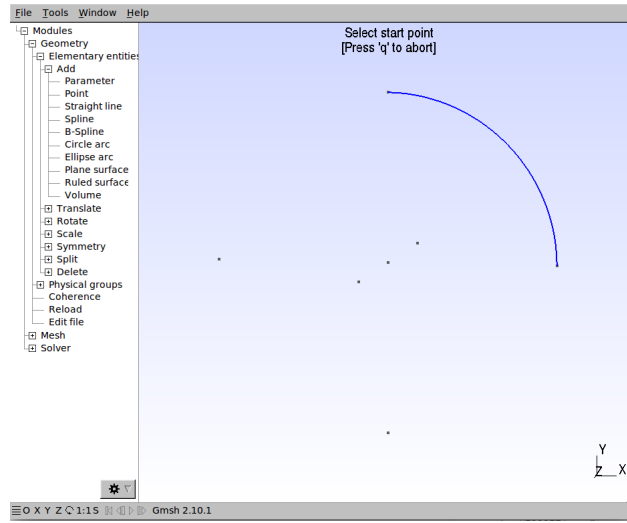 File Tools Window Help
Modules
Geometry
Elementary entities
Add
Parameter
Point
Straight line
Spline
B-Spline
Circle arc
Ellipse arc
Plane surface
Ruled surface
Volume
Translate
Rotate
Scale
Symmetry
Split
Delete
Physical groups
Coherence
Reload
Edit file
Mesh
Solver
Select start point
[Press 'q' to abort]
Y
Z X
O X Y Z 1:1 S Gmsh 2.10.1